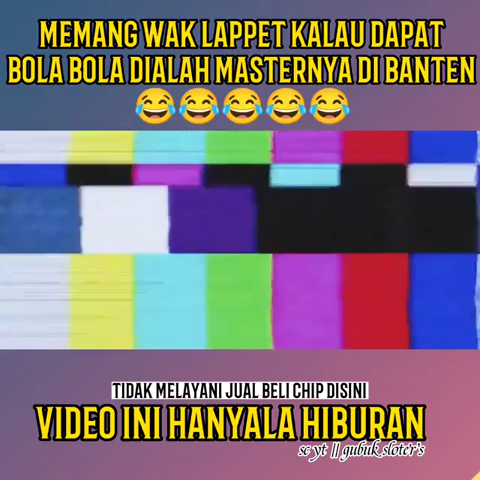 MEMANG WAK LAPPET KALAU DAPAT
BOLA BOLA DIALAH MASTERNYA DI BANTEN
😂😂😂😂😂
TIDAK MELAYANI JUAL BELI CHIP DISINI
VIDEO INI HANYALA HIBURAN
sc yt || gubuk slote'r's